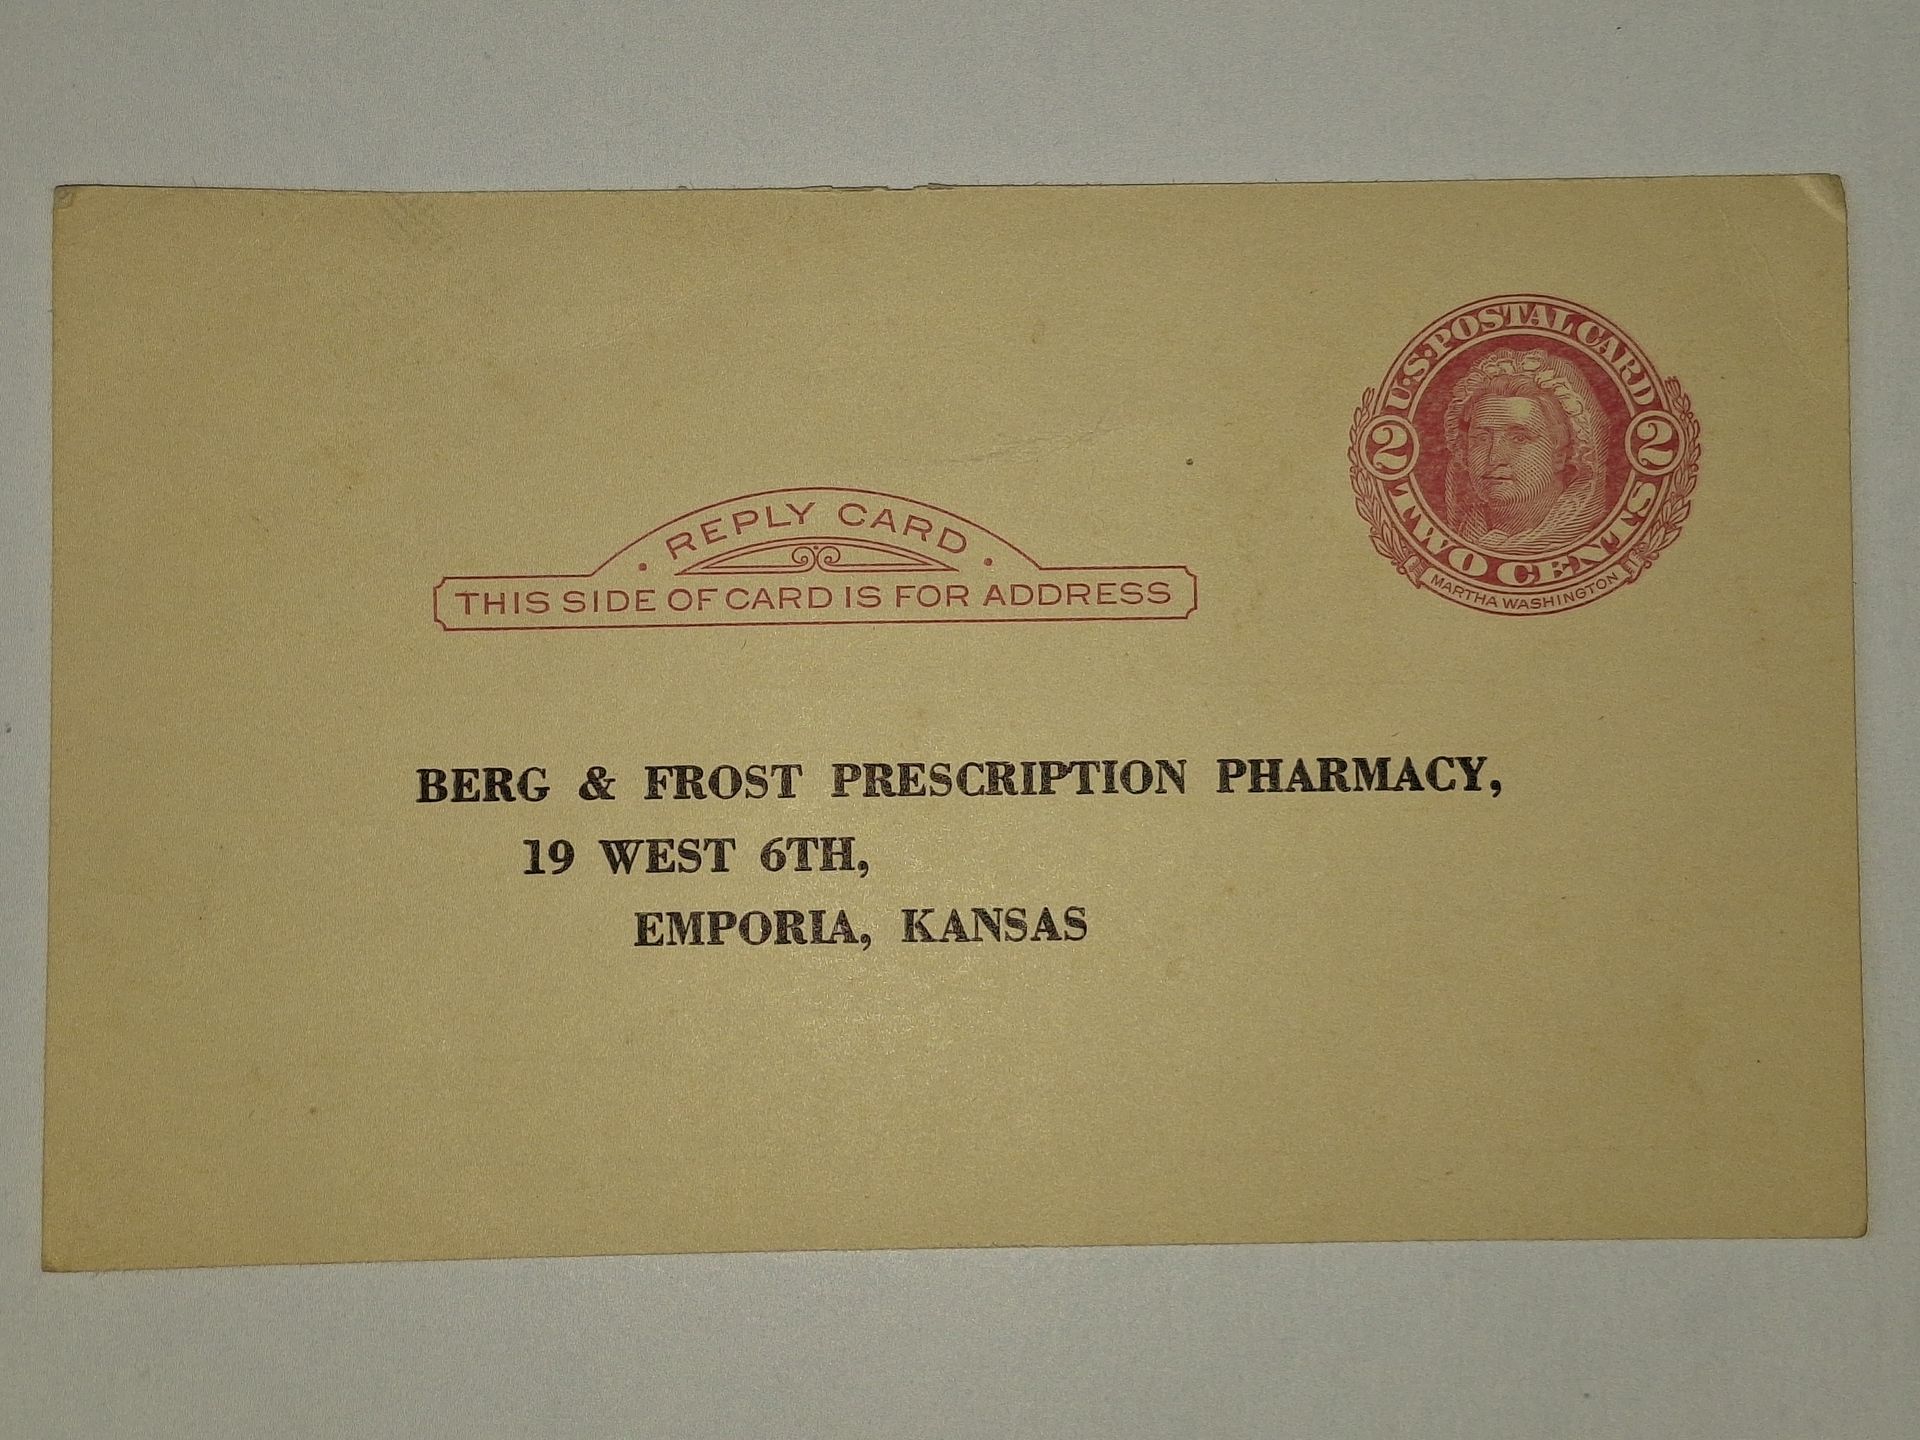 U.S. POSTAL CARD
2 2
TWO CENTS
MARTHA WASHINGTON
· REPLY CARD ·
THIS SIDE OF CARD IS FOR ADDRESS
BERG & FROST PRESCRIPTION PHARMACY,
19 WEST 6TH,
EMPORIA, KANSAS